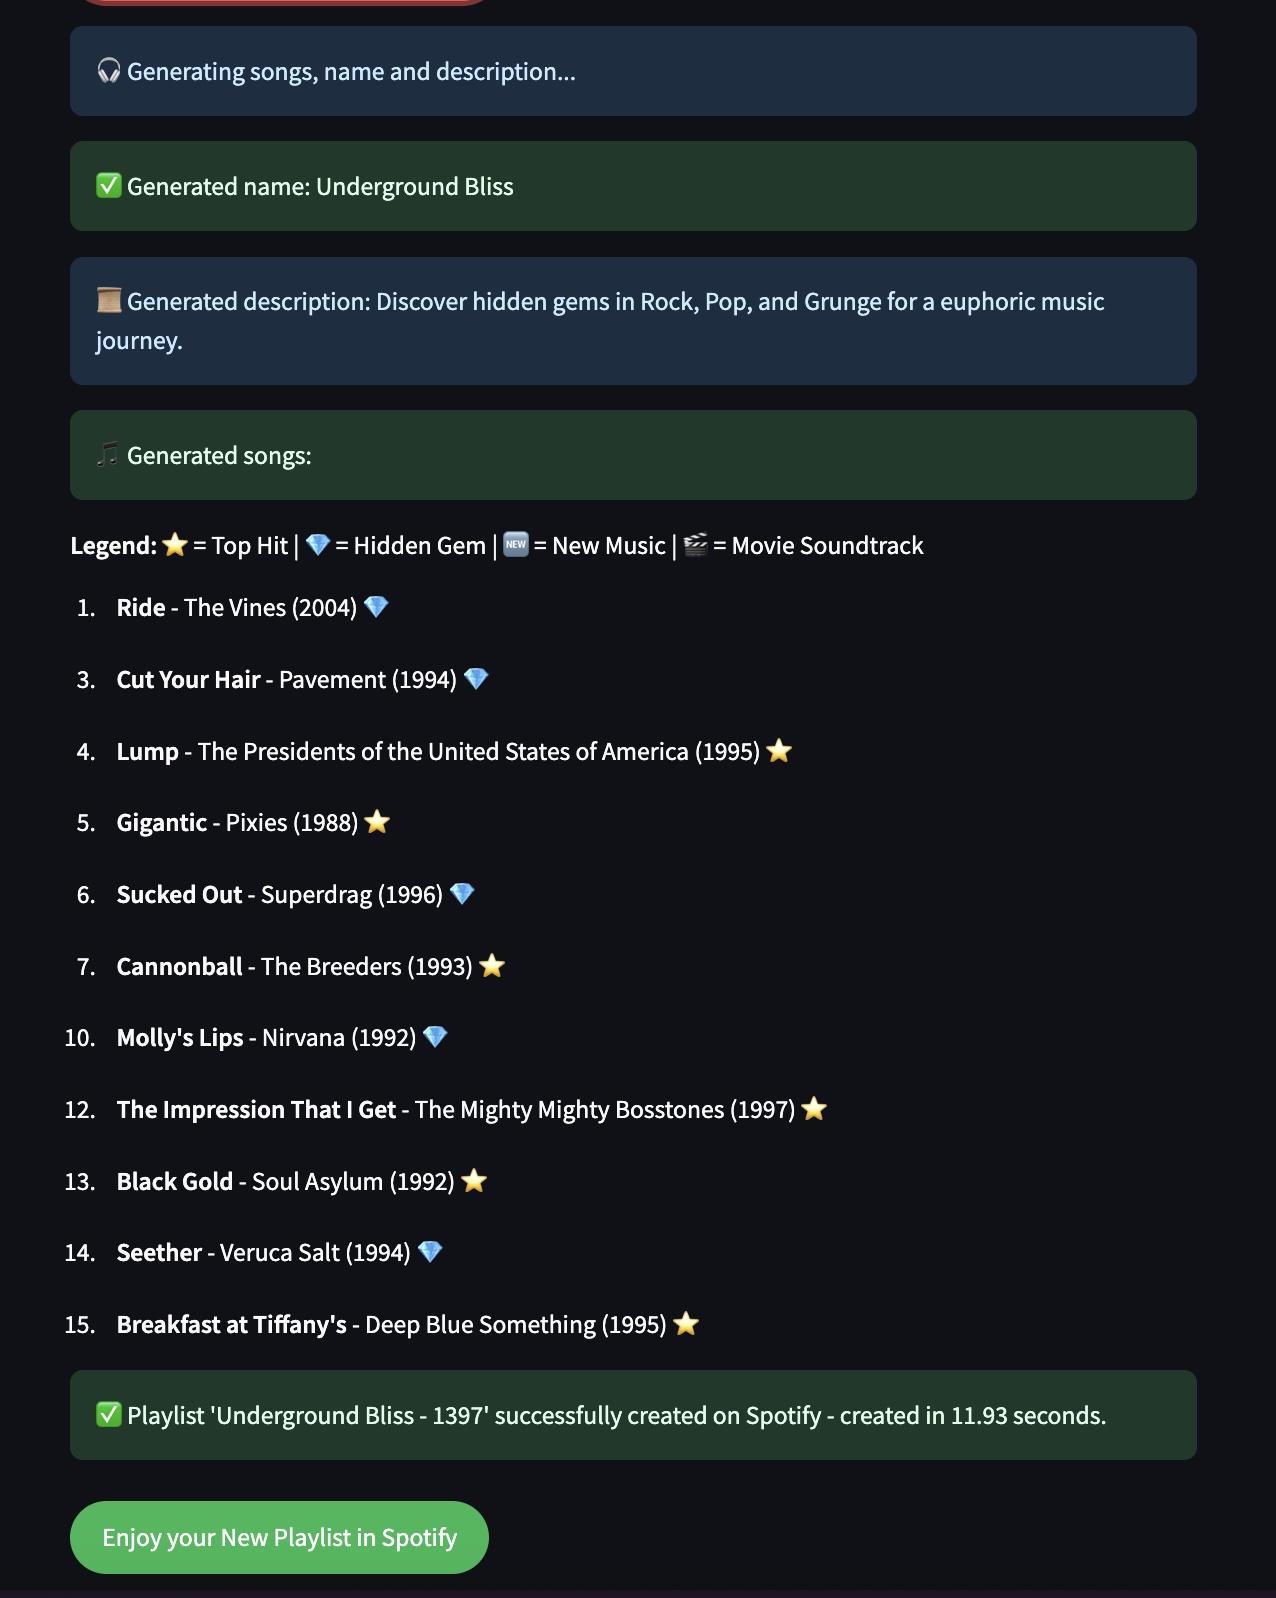 🎧 Generating songs, name and description...
✅ Generated name: Underground Bliss
📜 Generated description: Discover hidden gems in Rock, Pop, and Grunge for a euphoric music
journey.
🎵 Generated songs:
Legend: ⭐ = Top Hit | 💎 = Hidden Gem | 🆕 = New Music | 🎬 = Movie Soundtrack
1. Ride - The Vines (2004) 💎
3. Cut Your Hair - Pavement (1994) 💎
4. Lump - The Presidents of the United States of America (1995) ⭐
5. Gigantic - Pixies (1988) ⭐
6. Sucked Out - Superdrag (1996) 💎
7. Cannonball - The Breeders (1993) ⭐
10. Molly's Lips - Nirvana (1992) 💎
12. The Impression That I Get - The Mighty Mighty Bosstones (1997) ⭐
13. Black Gold - Soul Asylum (1992) ⭐
14. Seether - Veruca Salt (1994) 💎
15. Breakfast at Tiffany's - Deep Blue Something (1995) ⭐
✅ Playlist 'Underground Bliss - 1397' successfully created on Spotify - created in 11.93 seconds.
Enjoy your New Playlist in Spotify